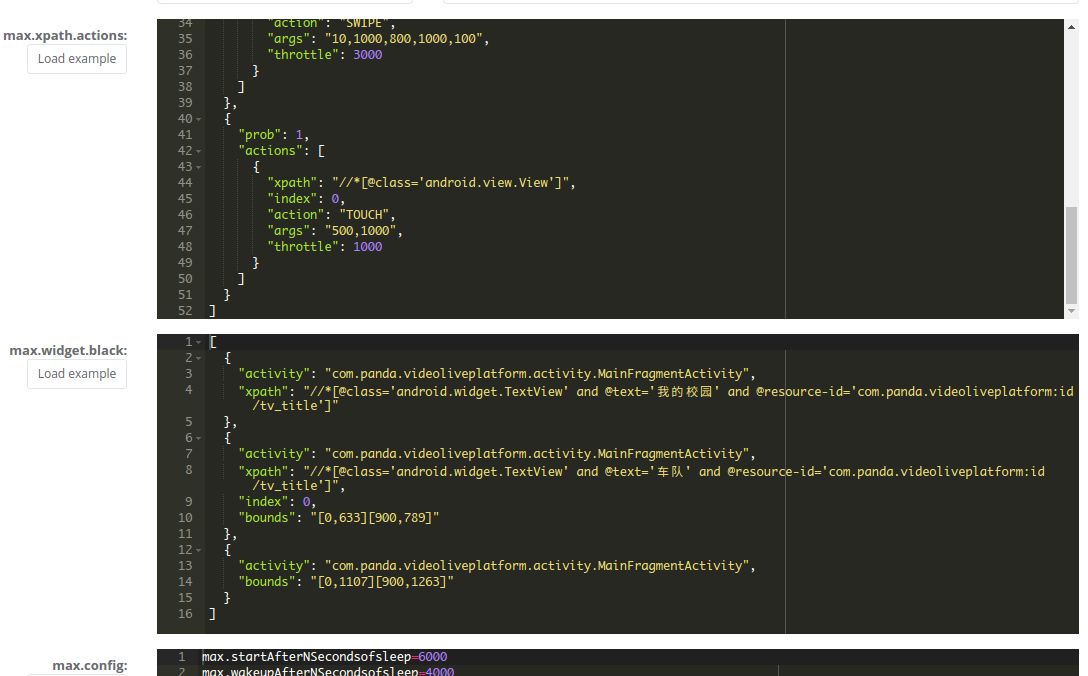 max.xpath.actions:
Load example
34 "action": "SWIPE",
35 "args": "10,1000,800,1000,100",
36 "throttle": 3000
37 }
38 ]
39 },
40 {
41 "prob": 1,
42 "actions": [
43 {
44 "xpath": "//*[@class='android.view.View']",
45 "index": 0,
46 "action": "TOUCH",
47 "args": "500,1000",
48 "throttle": 1000
49 }
50 ]
51 }
52 ]
max.widget.black:
Load example
1 [
2 {
3 "activity": "com.panda.videoliveplatform.activity.MainFragmentActivity",
4 "xpath": "//*[@class='android.widget.TextView' and @text='我的校园' and @resource-id='com.panda.videoliveplatform:id
/tv_title']"
5 },
6 {
7 "activity": "com.panda.videoliveplatform.activity.MainFragmentActivity",
8 "xpath": "//*[@class='android.widget.TextView' and @text='车队' and @resource-id='com.panda.videoliveplatform:id
/tv_title']",
9 "index": 0,
10 "bounds": "[0,633][900,789]"
11 },
12 {
13 "activity": "com.panda.videoliveplatform.activity.MainFragmentActivity",
14 "bounds": "[0,1107][900,1263]"
15 }
16 ]
max.config:
1 max.startAfterNSecondsofsleep=6000
2 max.wakeupAfterNSecondsofsleep=4000